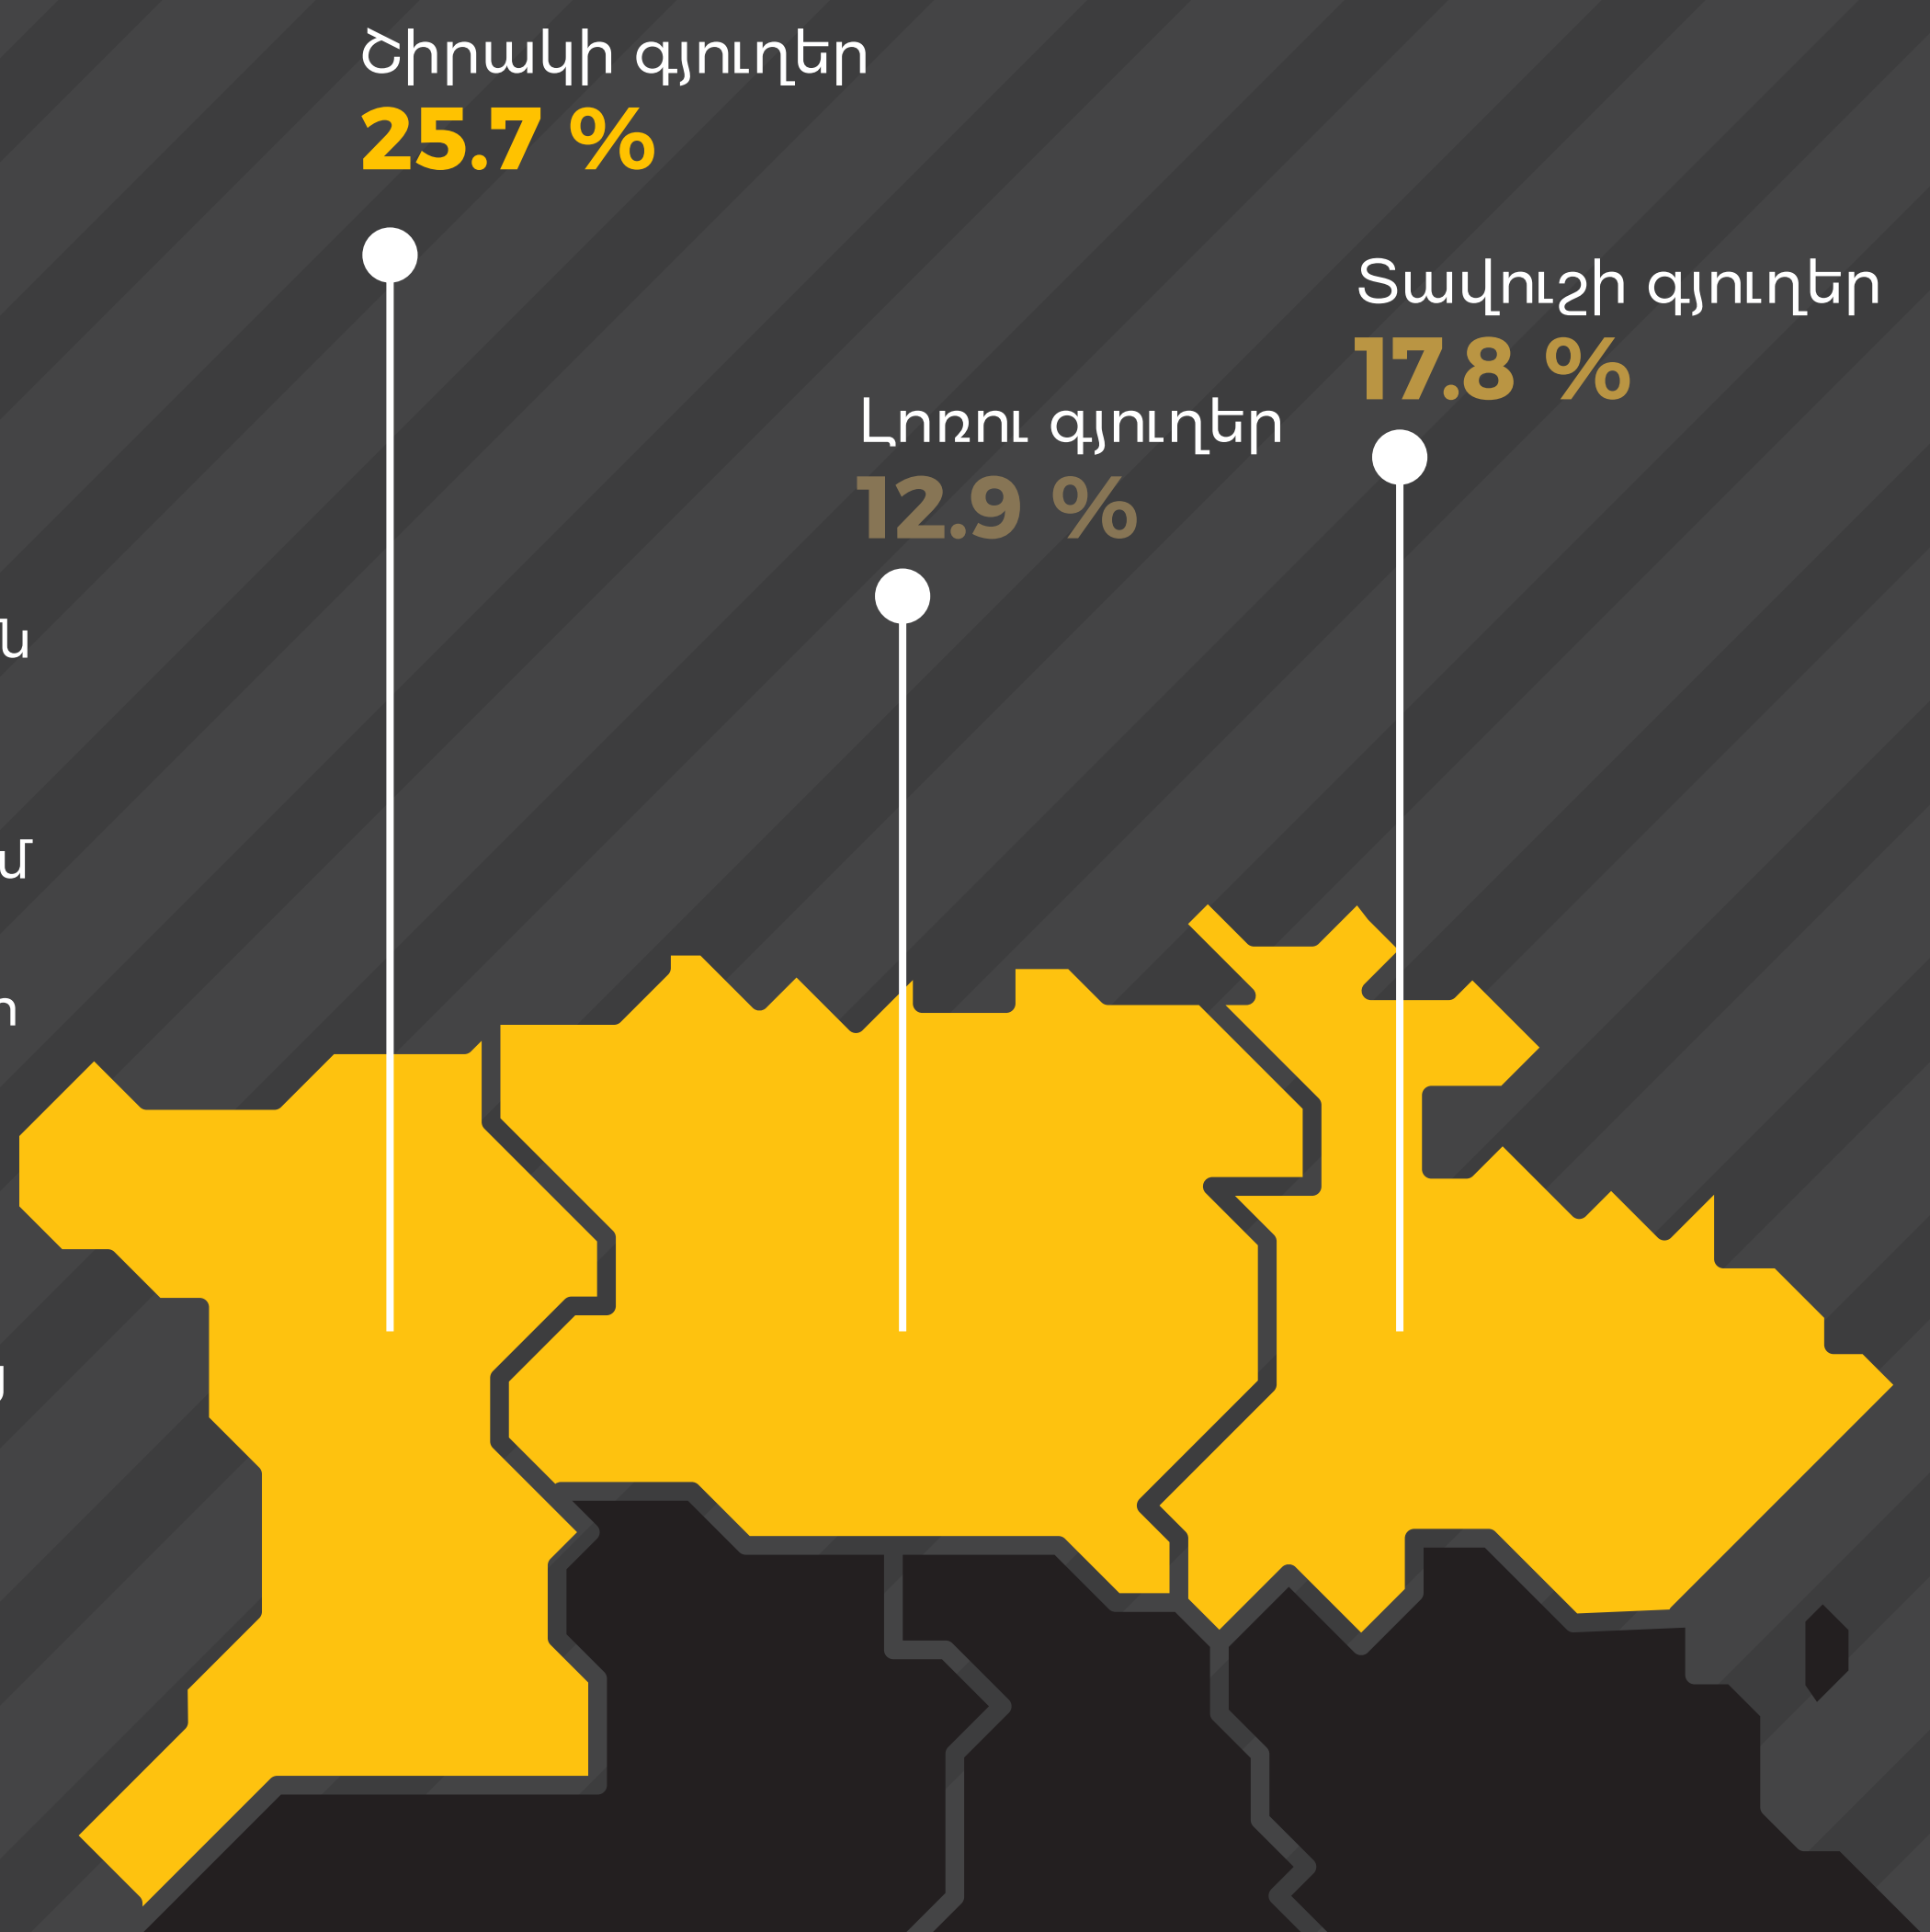 Շիրակի գյուղեր
25.7 %
Տավուշի գյուղեր
17.8 %
Լոռու գյուղեր
12.9 %